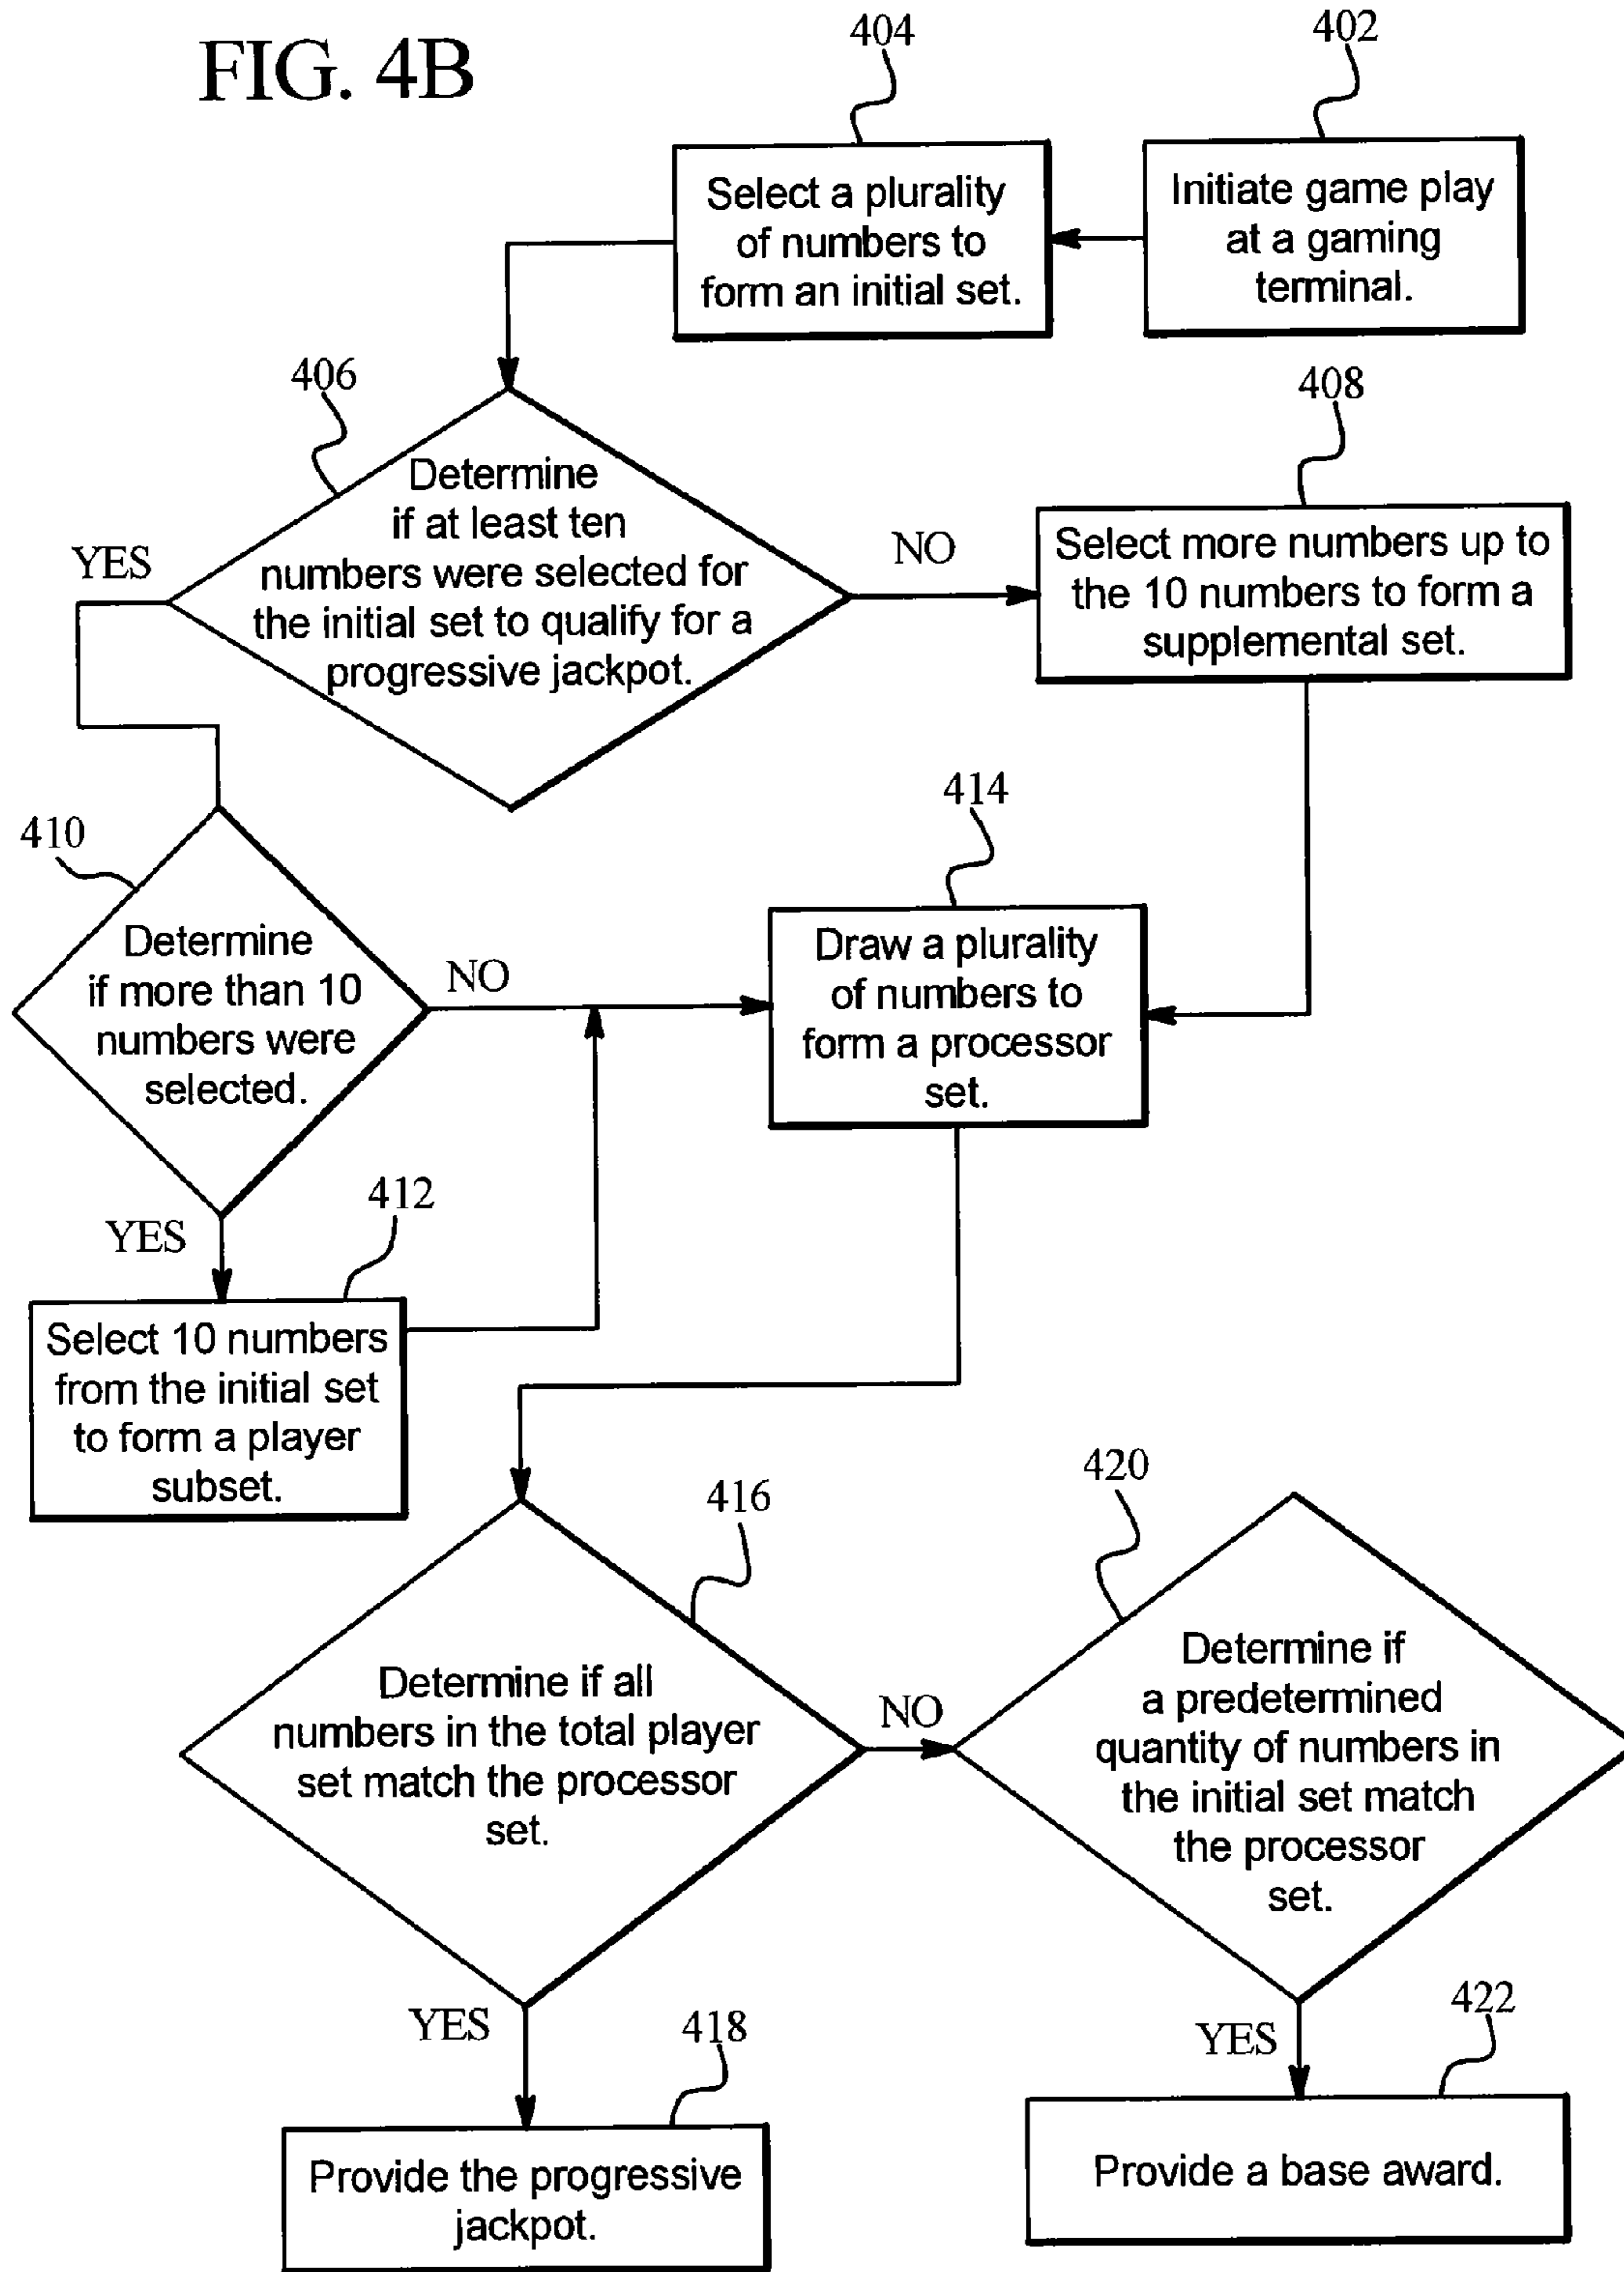 FIG. 4B
404
402
Select a plurality
of numbers to
form an initial set.
Initiate game play
at a gaming
terminal.
406
408
Determine
if at least ten
numbers were selected for
the initial set to qualify for a
progressive jackpot.
YES
NO
Select more numbers up to
the 10 numbers to form a
supplemental set.
410
414
Determine
if more than 10
numbers were
selected.
NO
Draw a plurality
of numbers to
form a processor
set.
YES
412
Select 10 numbers
from the initial set
to form a player
subset.
416
420
Determine if all
numbers in the total player
set match the processor
set.
NO
Determine if
a predetermined
quantity of numbers in
the initial set match
the processor
set.
YES
418
YES
422
Provide the progressive
jackpot.
Provide a base award.